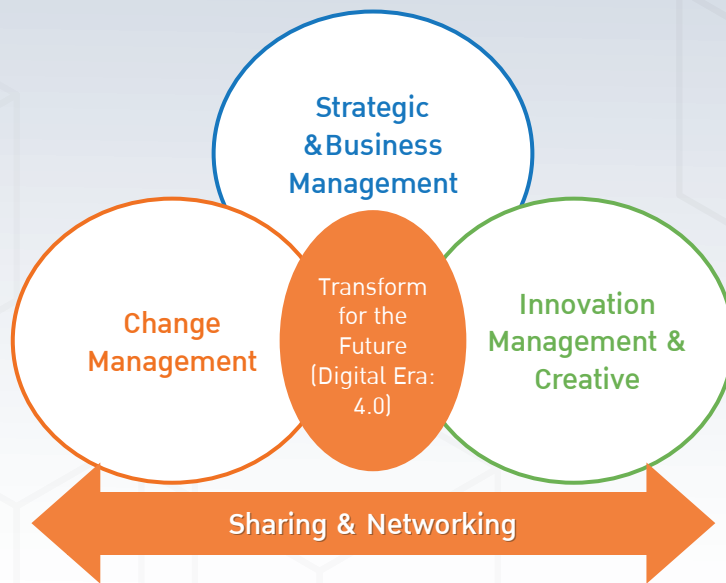 Strategic
&Business
Management
Change
Management
Transform
for the
Future
(Digital Era:
4.0)
Innovation
Management &
Creative
Sharing & Networking